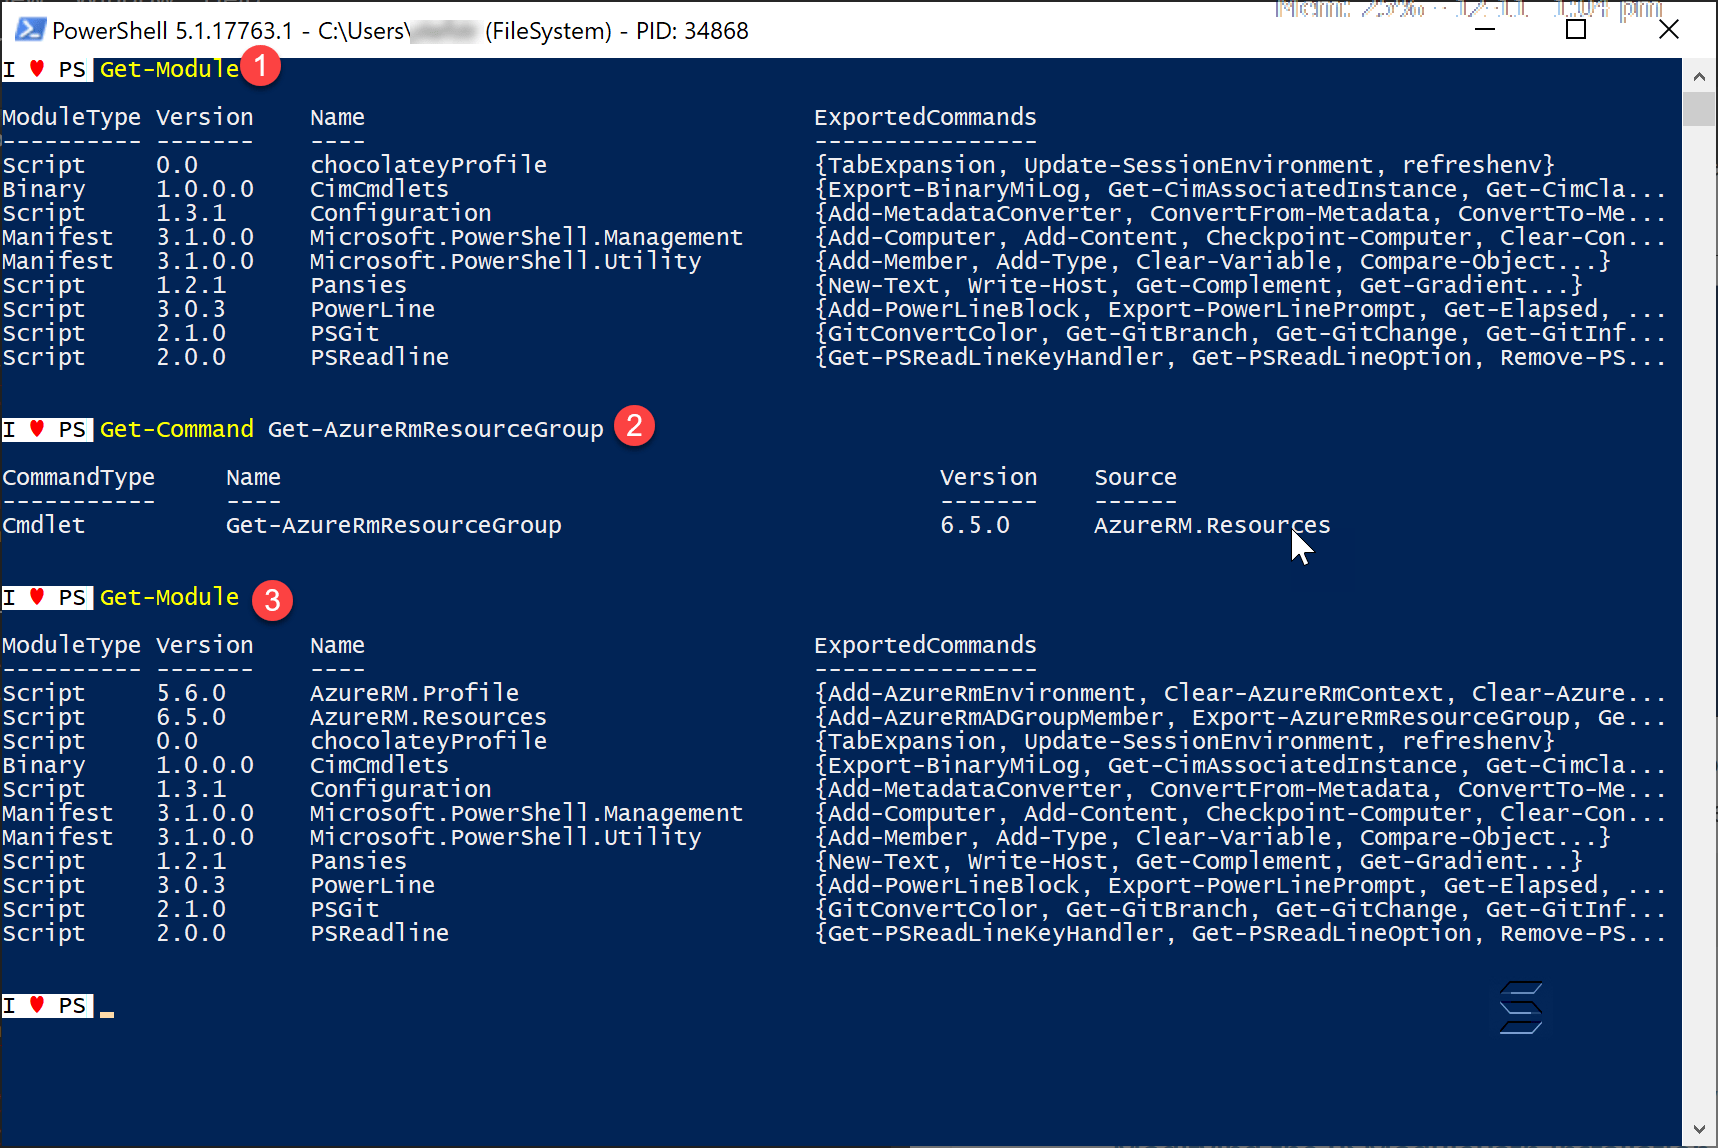 Mem: 25% - 12:11 1:04 pm
PowerShell 5.1.17763.1 - C:\Users\ (FileSystem) - PID: 34868
I ♥ PS Get-Module 1
ModuleType Version Name ExportedCommands
---------- ------- ---- ----------------
Script 0.0 chocolateyProfile {TabExpansion, Update-SessionEnvironment, refreshenv}
Binary 1.0.0.0 CimCmdlets {Export-BinaryMiLog, Get-CimAssociatedInstance, Get-CimCla...
Script 1.3.1 Configuration {Add-MetadataConverter, ConvertFrom-Metadata, ConvertTo-Me...
Manifest 3.1.0.0 Microsoft.PowerShell.Management {Add-Computer, Add-Content, Checkpoint-Computer, Clear-Con...
Manifest 3.1.0.0 Microsoft.PowerShell.Utility {Add-Member, Add-Type, Clear-Variable, Compare-Object...}
Script 1.2.1 Pansies {New-Text, Write-Host, Get-Complement, Get-Gradient...}
Script 3.0.3 PowerLine {Add-PowerLineBlock, Export-PowerLinePrompt, Get-Elapsed, ...
Script 2.1.0 PSGit {GitConvertColor, Get-GitBranch, Get-GitChange, Get-GitInf...
Script 2.0.0 PSReadline {Get-PSReadLineKeyHandler, Get-PSReadLineOption, Remove-PS...
I ♥ PS Get-Command Get-AzureRmResourceGroup 2
CommandType Name Version Source
----------- ---- ------- ------
Cmdlet Get-AzureRmResourceGroup 6.5.0 AzureRM.Resources
I ♥ PS Get-Module 3
ModuleType Version Name ExportedCommands
---------- ------- ---- ----------------
Script 5.6.0 AzureRM.Profile {Add-AzureRmEnvironment, Clear-AzureRmContext, Clear-Azure...
Script 6.5.0 AzureRM.Resources {Add-AzureRmADGroupMember, Export-AzureRmResourceGroup, Ge...
Script 0.0 chocolateyProfile {TabExpansion, Update-SessionEnvironment, refreshenv}
Binary 1.0.0.0 CimCmdlets {Export-BinaryMiLog, Get-CimAssociatedInstance, Get-CimCla...
Script 1.3.1 Configuration {Add-MetadataConverter, ConvertFrom-Metadata, ConvertTo-Me...
Manifest 3.1.0.0 Microsoft.PowerShell.Management {Add-Computer, Add-Content, Checkpoint-Computer, Clear-Con...
Manifest 3.1.0.0 Microsoft.PowerShell.Utility {Add-Member, Add-Type, Clear-Variable, Compare-Object...}
Script 1.2.1 Pansies {New-Text, Write-Host, Get-Complement, Get-Gradient...}
Script 3.0.3 PowerLine {Add-PowerLineBlock, Export-PowerLinePrompt, Get-Elapsed, ...
Script 2.1.0 PSGit {GitConvertColor, Get-GitBranch, Get-GitChange, Get-GitInf...
Script 2.0.0 PSReadline {Get-PSReadLineKeyHandler, Get-PSReadLineOption, Remove-PS...
I ♥ PS